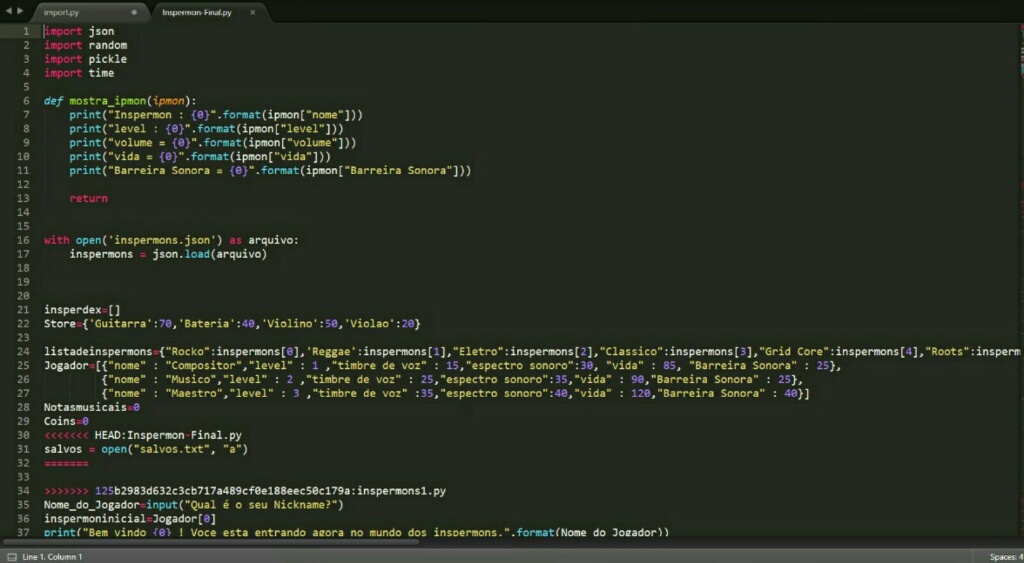 import.py
Inspermon-Final.py
1 import json
2 import random
3 import pickle
4 import time
5
6 def mostra_ipmon(ipmon):
7     print("Inspermon : {0}".format(ipmon["nome"]))
8     print("level : {0}".format(ipmon["level"]))
9     print("volume = {0}".format(ipmon["volume"]))
10     print("vida = {0}".format(ipmon["vida"]))
11     print("Barreira Sonora = {0}".format(ipmon["Barreira Sonora"]))
12
13     return
14
15
16 with open('inspermons.json') as arquivo:
17     inspermons = json.load(arquivo)
18
19
20
21 insperdex=[]
22 Store={'Guitarra':70,'Bateria':40,'Violino':50,'Violao':20}
23
24 listadeinspermons={"Rocko":inspermons[0],'Reggae':inspermons[1],"Eletro":inspermons[2],"Classico":inspermons[3],"Grid Core":inspermons[4],"Roots":insperm
25 Jogador=[{"nome" : "Compositor","level" : 1 ,"timbre de voz" : 15,"espectro sonoro":30, "vida" : 85, "Barreira Sonora" : 25},
26          {"nome" : "Musico","level" : 2 ,"timbre de voz" : 25,"espectro sonoro":35,"vida" : 90,"Barreira Sonora" : 25},
27          {"nome" : "Maestro","level" : 3 ,"timbre de voz" :35,"espectro sonoro":40,"vida" : 120,"Barreira Sonora" : 40}]
28 Notasmusicais=0
29 Coins=0
30 <<<<<<< HEAD:Inspermon-Final.py
31 salvos = open("salvos.txt", "a")
32 =======
33
34 >>>>>>> 125b2983d632c3cb717a489cf0e188eec50c179a:inspermons1.py
35 Nome_do_Jogador=input("Qual é o seu Nickname?")
36 inspermoninicial=Jogador[0]
37 print("Bem vindo {0} ! Voce esta entrando agora no mundo dos inspermons.".format(Nome_do_Jogador))
Line 1, Column 1
Spaces: 4